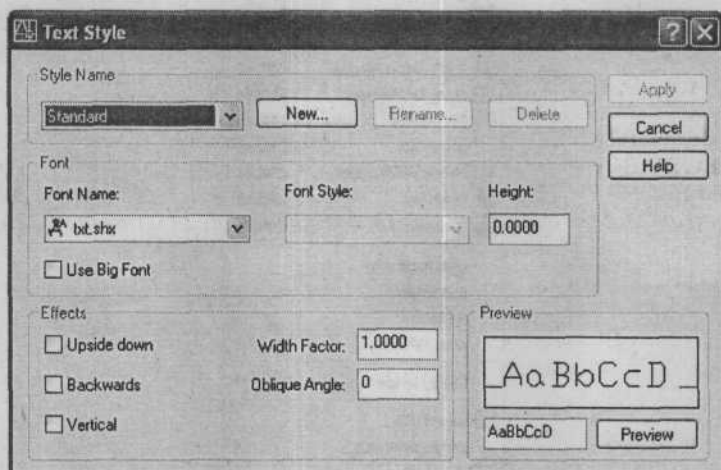 Text Style
Style Name
Standard
New...
Rename...
Delete
Apply
Cancel
Help
Font
Font Name:
Font Style:
Height:
txt.shx
0.0000
Use Big Font
Effects
Upside down
Width Factor: 1.0000
Backwards
Oblique Angle: 0
Vertical
Preview
AaBbCcD
AaBbCcD
Preview